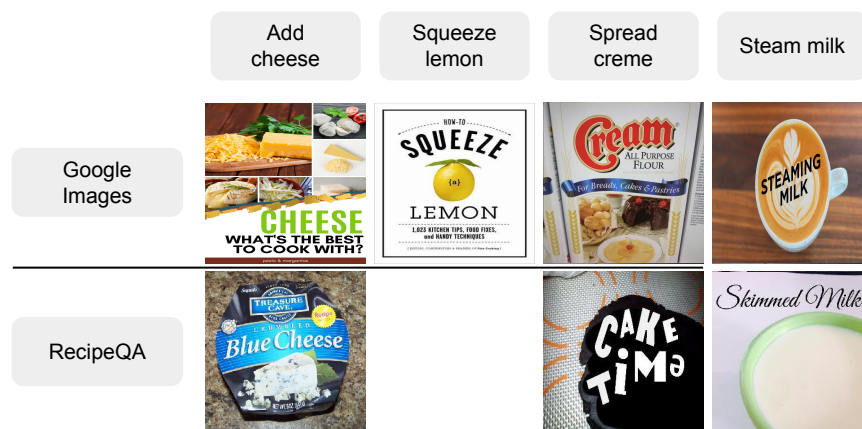 Add
cheese
Squeeze
lemon
Spread
creme
Steam milk
Google
Images
CHEESE
WHAT'S THE BEST
TO COOK WITH?
HOW-TO
SQUEEZE
{a}
LEMON
1,023 KITCHEN TIPS, FOOD FIXES,
and HANDY TECHNIQUES
Cream
ALL PURPOSE
FLOUR
For Breads, Cakes & Pastries
STEAMING
MILK
RecipeQA
TREASURE
CAVE
CRUMBLED
Blue Cheese
CAKE
TiMe
Skimmed Milk